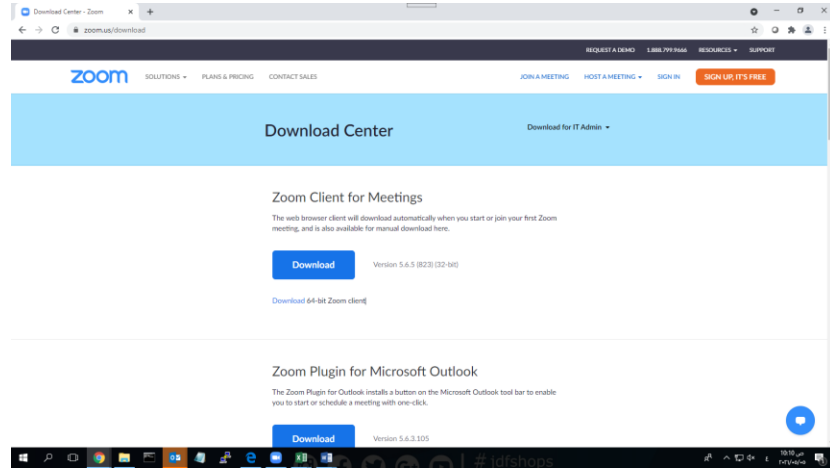 Download Center - Zoom
zoom.us/download
REQUEST A DEMO 1.888.799.9666 RESOURCES SUPPORT
zoom SOLUTIONS PLANS & PRICING CONTACT SALES JOIN A MEETING HOST A MEETING SIGN IN SIGN UP, IT'S FREE
Download Center Download for IT Admin
Zoom Client for Meetings
The web browser client will download automatically when you start or join your first Zoom
meeting, and is also available for manual download here.
Download Version 5.6.5 (823) (32-bit)
Download 64-bit Zoom client
Zoom Plugin for Microsoft Outlook
The Zoom Plugin for Outlook installs a button on the Microsoft Outlook tool bar to enable
you to start or schedule a meeting with one-click.
Download Version 5.6.3.105
# jdfshops
10:10 ص